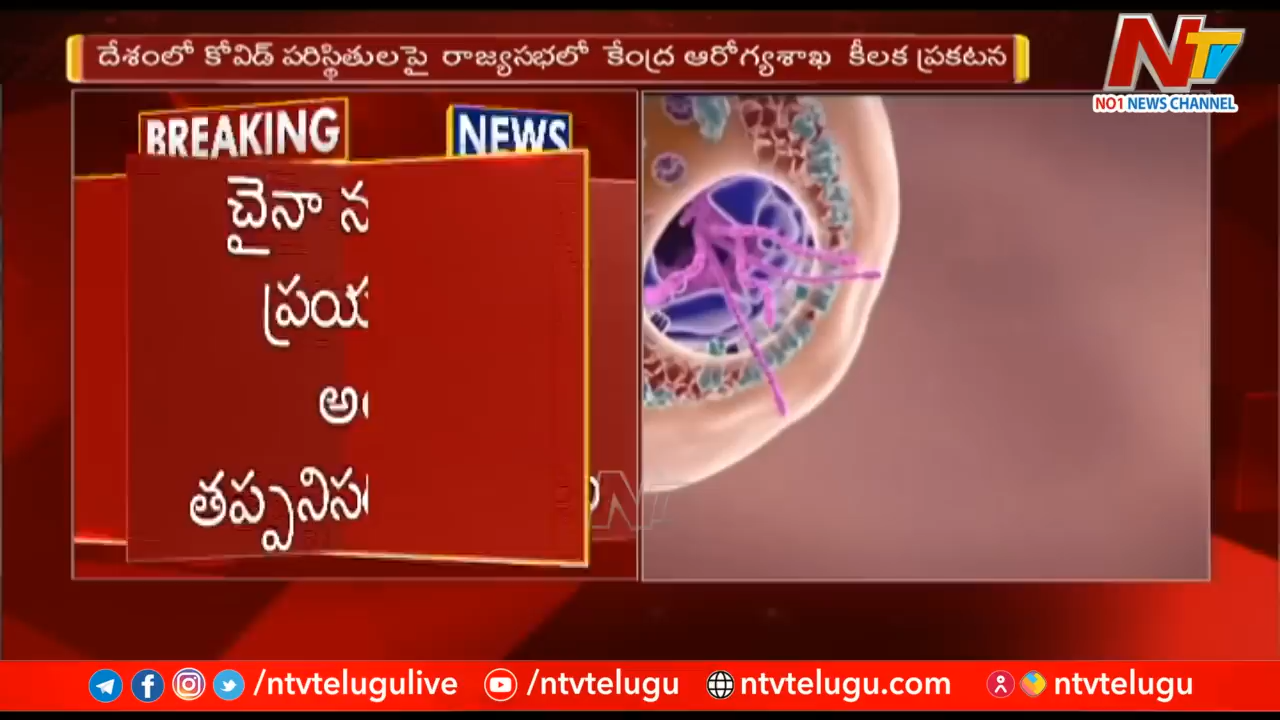 దేశంలో కోవిడ్ పరిస్థితులపై రాజ్యసభలో కేంద్ర ఆరోగ్యశాఖ కీలక ప్రకటన
NTV
NO1 NEWS CHANNEL
BREAKING NEWS
చైనా
/ntvtelugulive /ntvtelugu ntvtelugu.com ntvtelugu